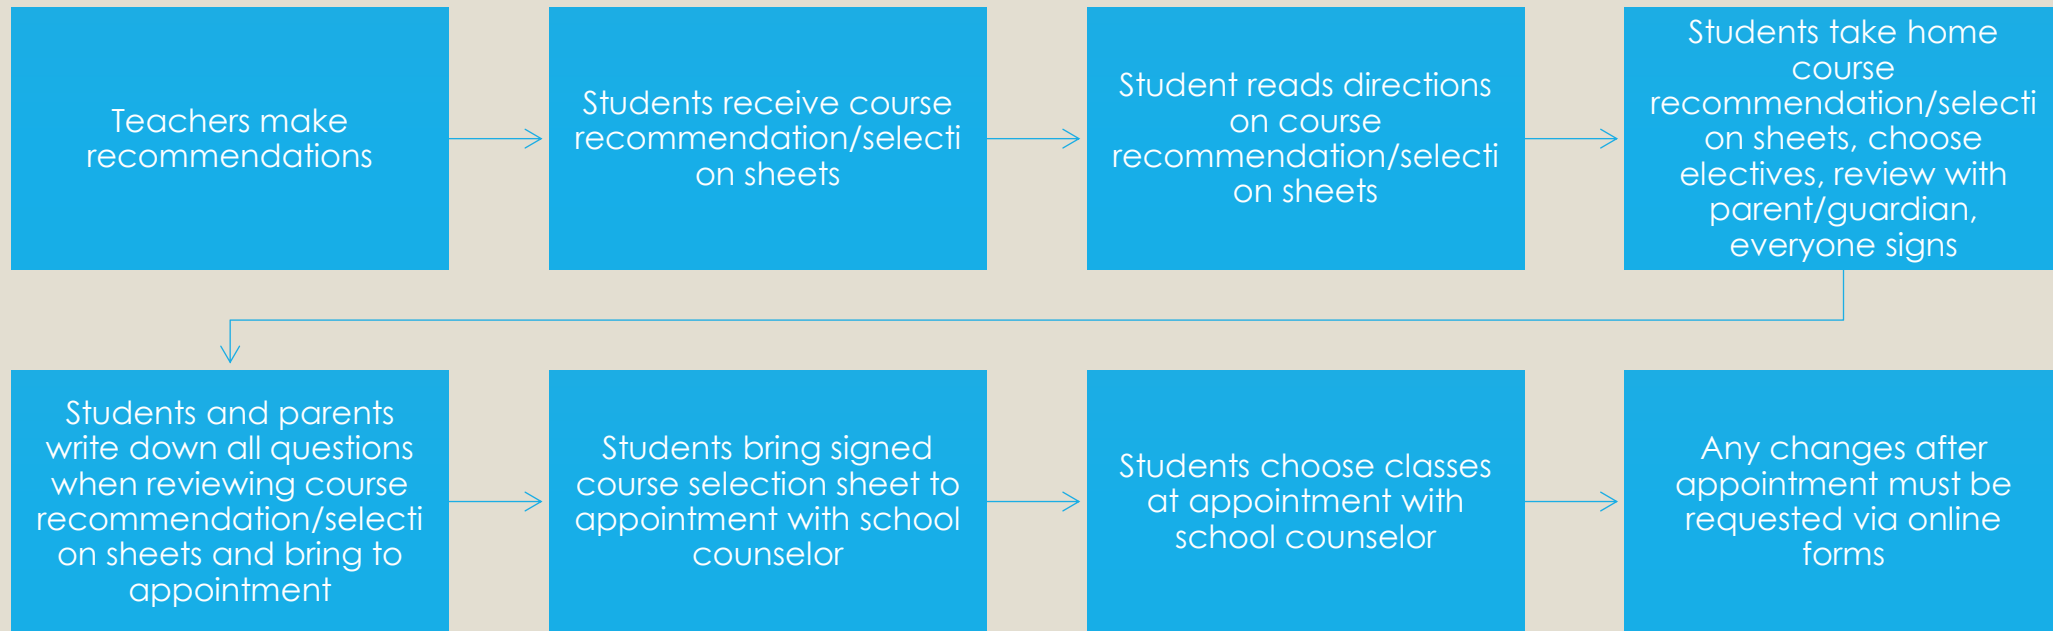 Teachers make
recommendations
Students receive course
recommendation/selecti
on sheets
Student reads directions
on course
recommendation/selecti
on sheets
Students take home
course
recommendation/selecti
on sheets, choose
electives, review with
parent/guardian,
everyone signs
Students and parents
write down all questions
when reviewing course
recommendation/selecti
on sheets and bring to
appointment
Students bring signed
course selection sheet to
appointment with school
counselor
Students choose classes
at appointment with
school counselor
Any changes after
appointment must be
requested via online
forms